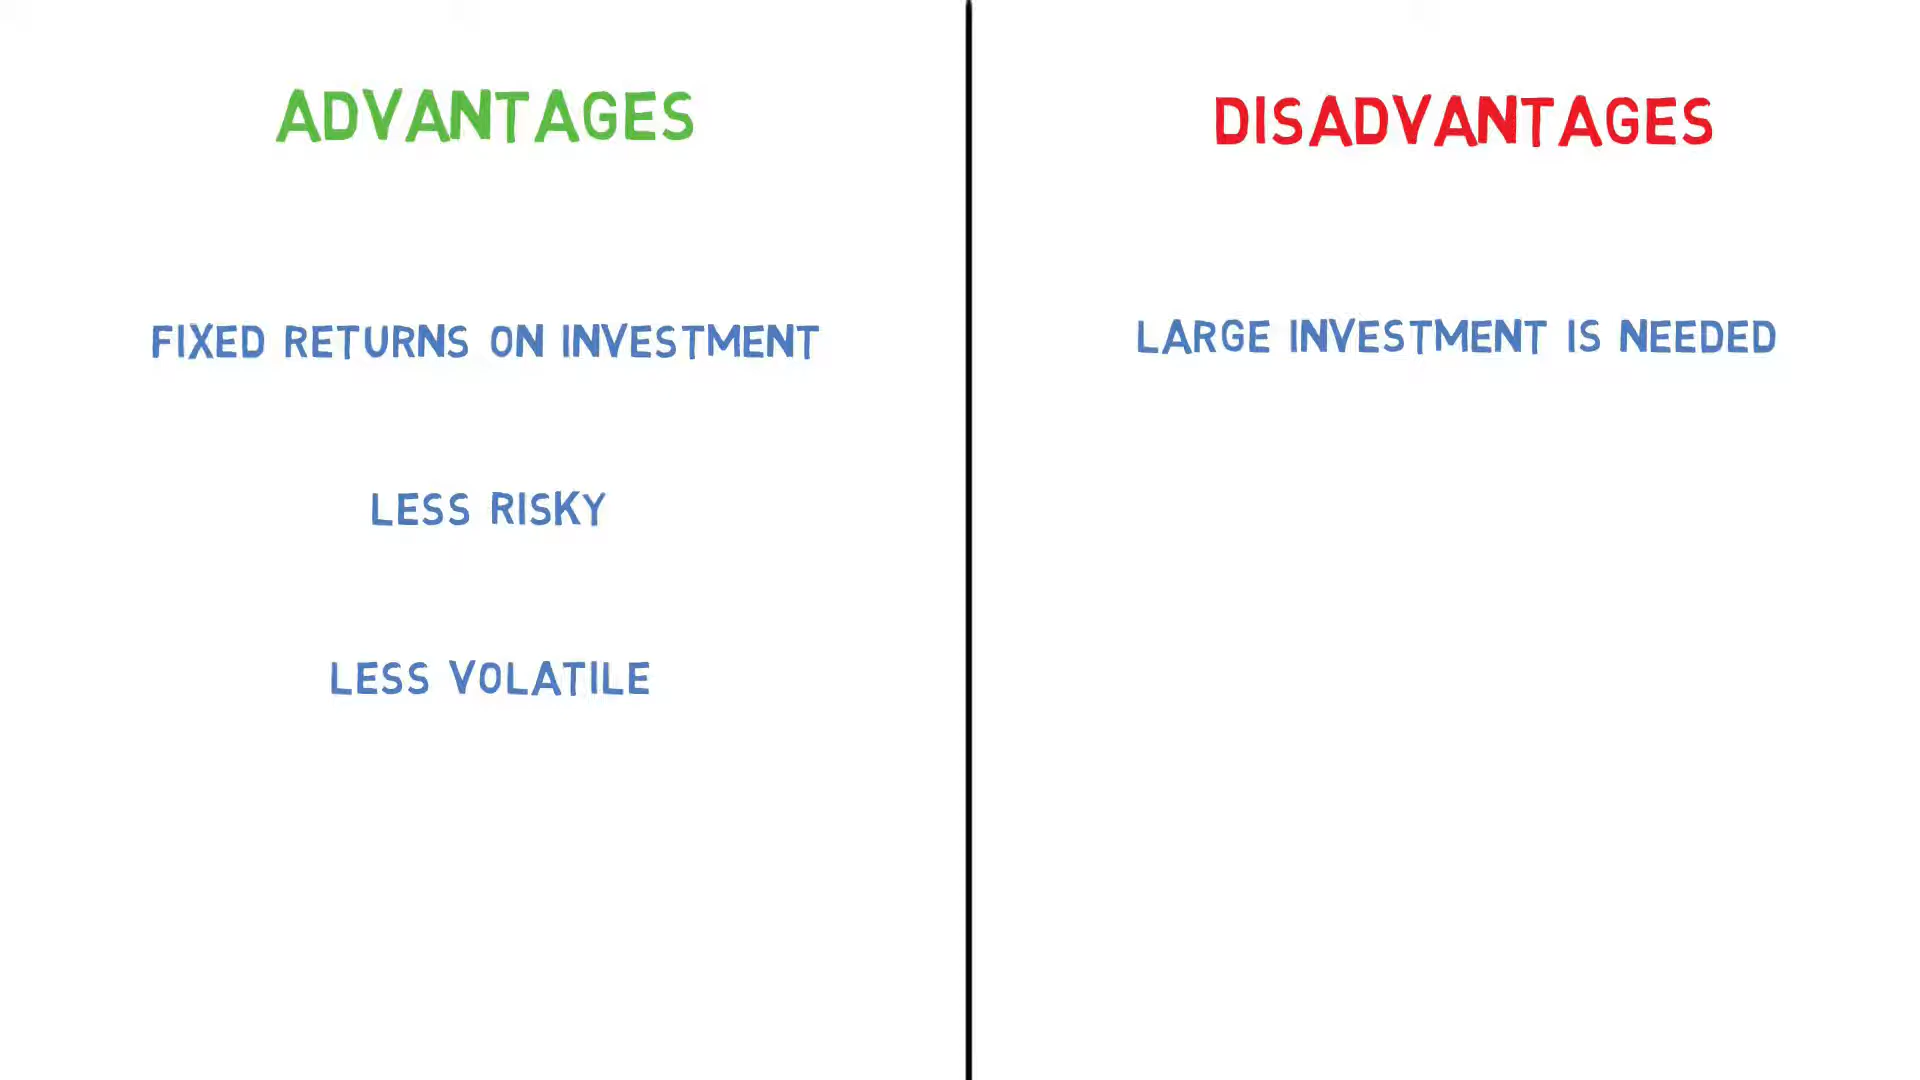 ADVANTAGES
FIXED RETURNS ON INVESTMENT
LESS RISKY
LESS VOLATILE
DISADVANTAGES
LARGE INVESTMENT IS NEEDED